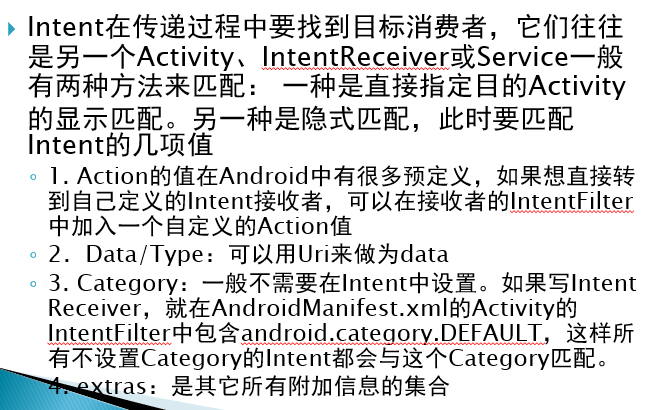 Intent在传递过程中要找到目标消费者，它们往往
是另一个Activity、IntentReceiver或Service一般
有两种方法来匹配： 一种是直接指定目的Activity
的显示匹配。另一种是隐式匹配，此时要匹配
Intent的几项值
1. Action的值在Android中有很多预定义，如果想直接转
到自己定义的Intent接收者，可以在接收者的IntentFilter
中加入一个自定义的Action值
2. Data/Type：可以用Uri来做为data
3. Category：一般不需要在Intent中设置。如果写Intent
Receiver，就在AndroidManifest.xml的Activity的
IntentFilter中包含android.category.DEFAULT，这样所
有不设置Category的Intent都会与这个Category匹配。
4. extras：是其它所有附加信息的集合